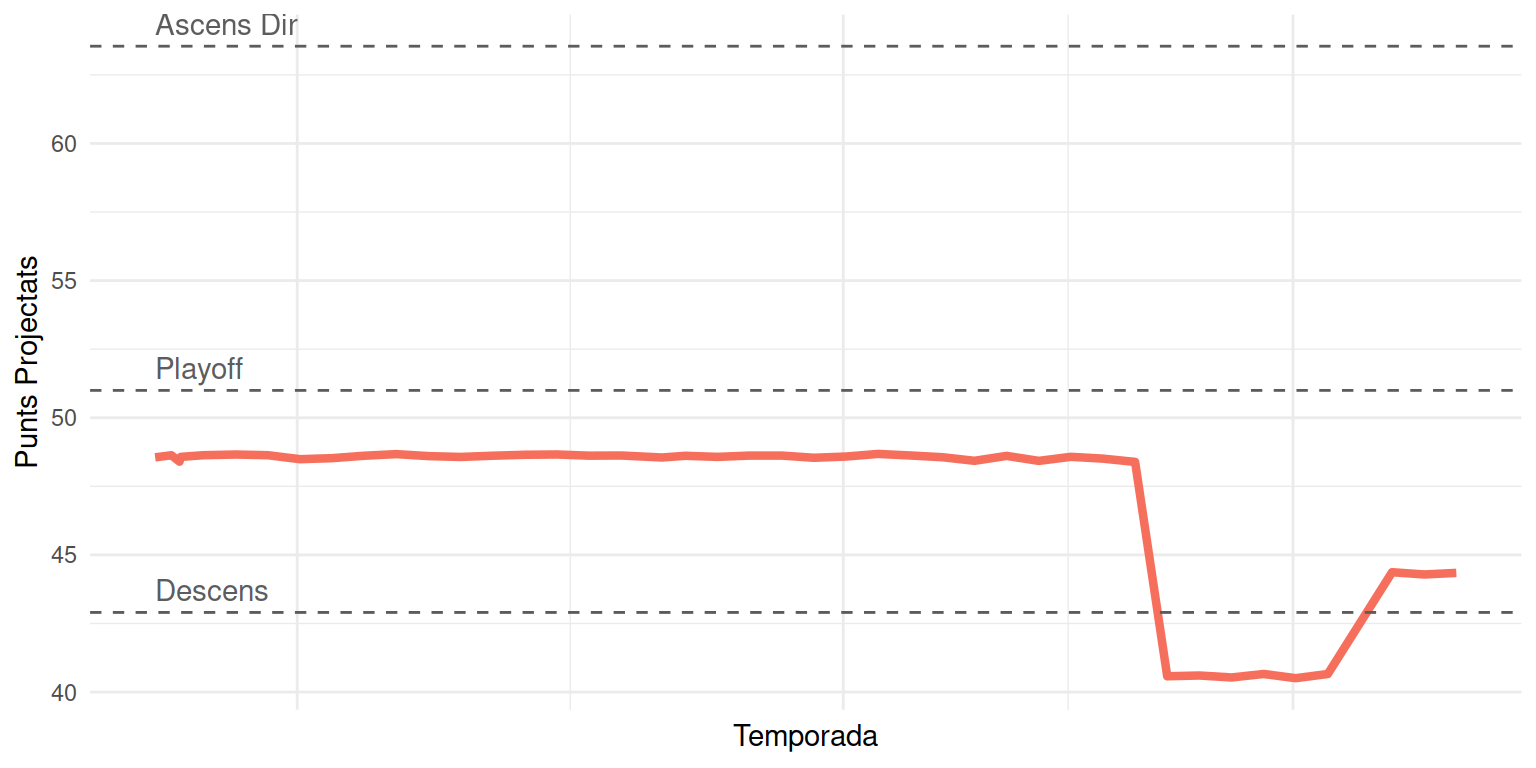 Ascens Dir
60
55
Playoff
50
45
Descens
40
Punts Projectats
Temporada